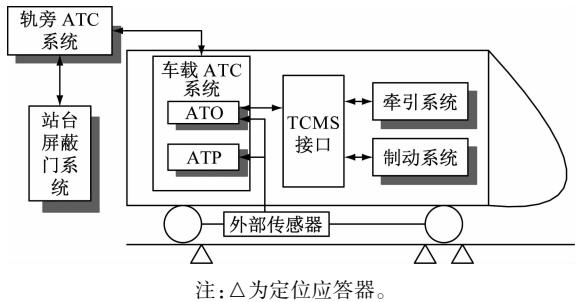 轨旁 ATC
系统
站台
屏蔽
门系
统
车载 ATC
系统
ATO
ATP
TCMS
接口
牵引系统
制动系统
外部传感器
注:△为定位应答器。